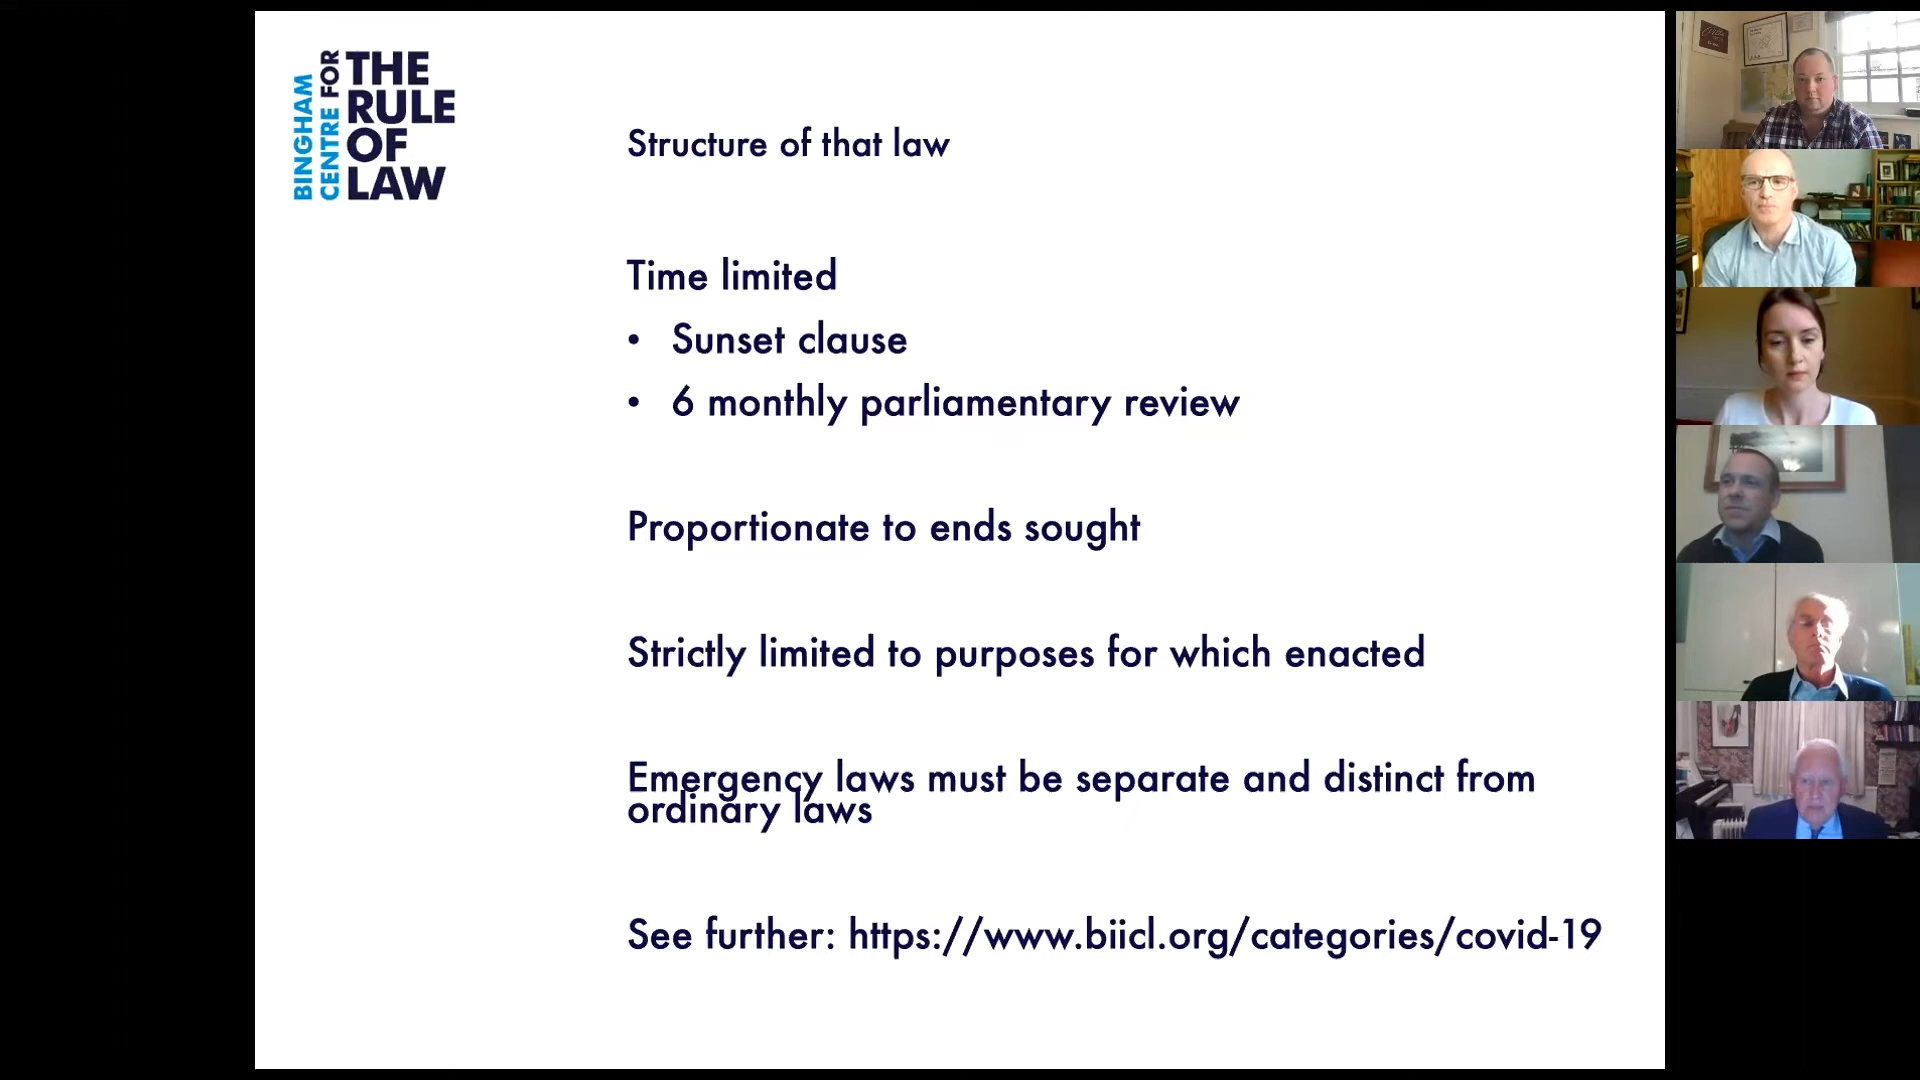 BINGHAM
CENTRE FOR
THE
RULE
OF
LAW
Structure of that law
Time limited
• Sunset clause
• 6 monthly parliamentary review
Proportionate to ends sought
Strictly limited to purposes for which enacted
Emergency laws must be separate and distinct from
ordinary laws
See further: https://www.biicl.org/categories/covid-19